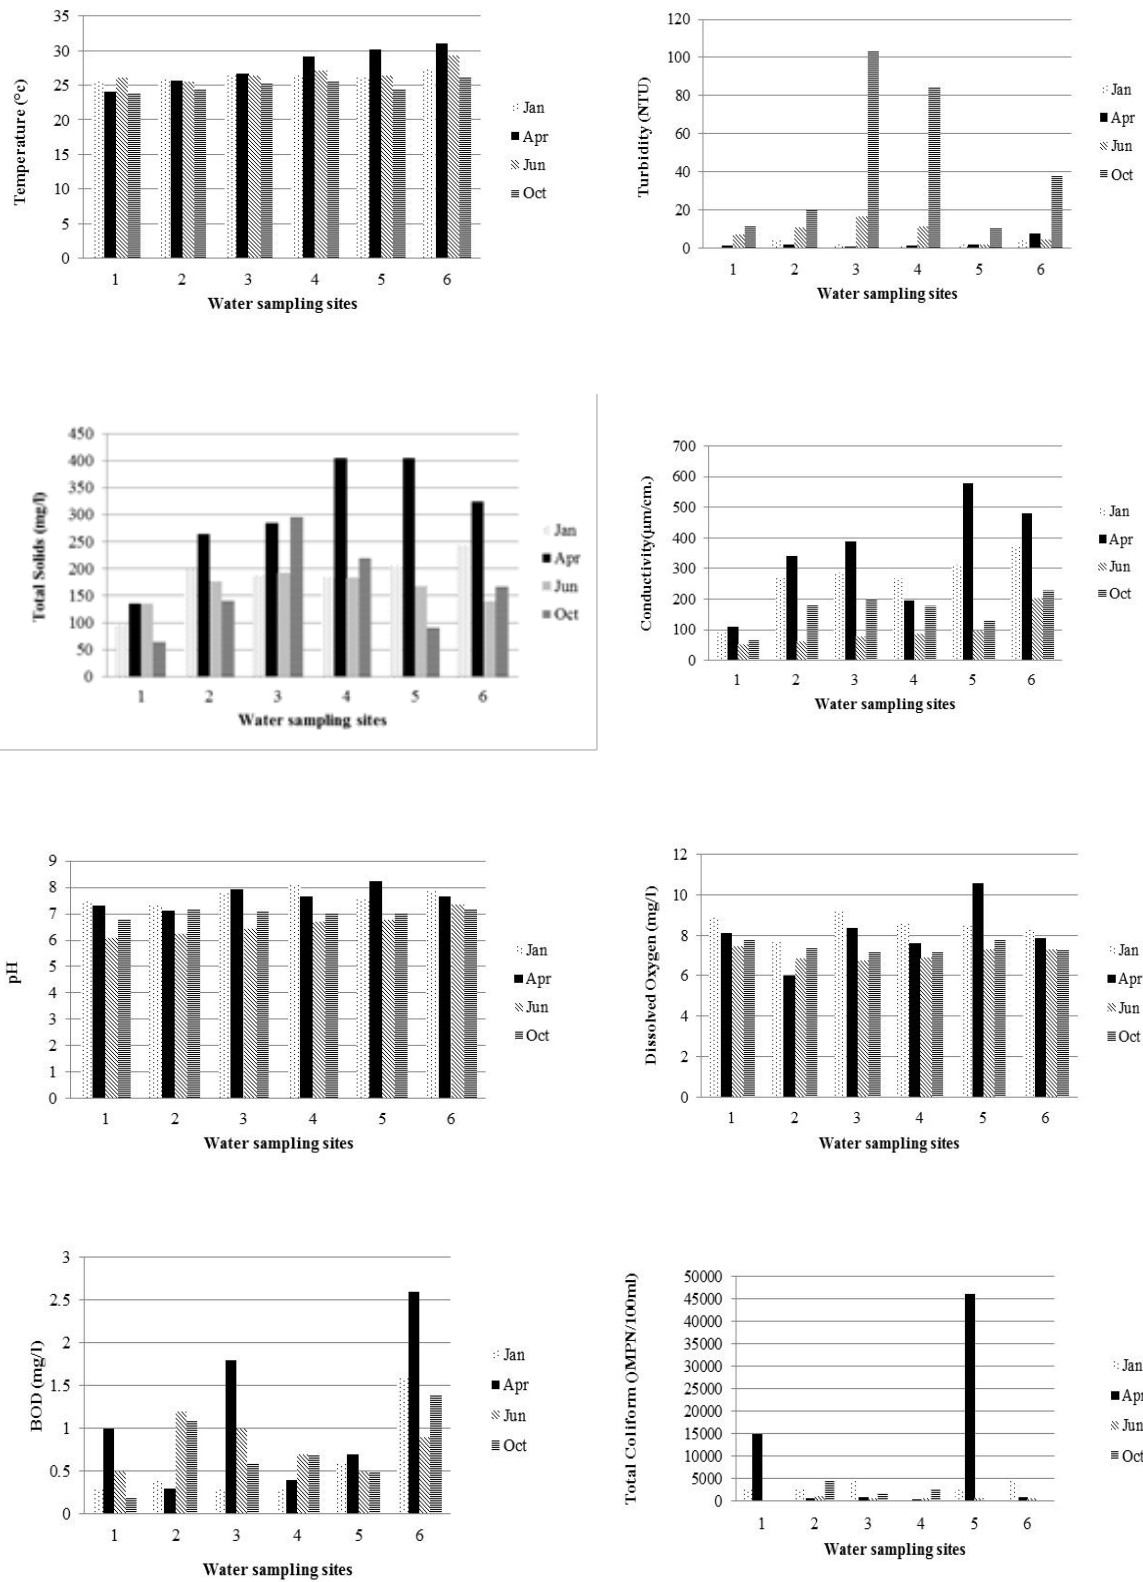 35
30
25
20
15
10
5
0
Temperature (°c)
1 2 3 4 5 6
Water sampling sites
Jan
Apr
Jun
Oct
120
100
80
60
40
20
0
Turbidity (NTU)
1 2 3 4 5 6
Water sampling sites
Jan
Apr
Jun
Oct
450
400
350
300
250
200
150
100
50
0
Total Solids (mg/l)
1 2 3 4 5 6
Water sampling sites
Jan
Apr
Jun
Oct
700
600
500
400
300
200
100
0
Conductivity(µm/cm.)
1 2 3 4 5 6
Water sampling sites
Jan
Apr
Jun
Oct
9
8
7
6
5
4
3
2
1
0
pH
1 2 3 4 5 6
Water sampling sites
Jan
Apr
Jun
Oct
12
10
8
6
4
2
0
Dissolved Oxygen (mg/l)
1 2 3 4 5 6
Water sampling sites
Jan
Apr
Jun
Oct
3
2.5
2
1.5
1
0.5
0
BOD (mg/l)
1 2 3 4 5 6
Water sampling sites
Jan
Apr
Jun
Oct
50000
45000
40000
35000
30000
25000
20000
15000
10000
5000
0
Total Coliform ()MPN/100ml)
1 2 3 4 5 6
Water sampling sites
Jan
Apr
Jun
Oct